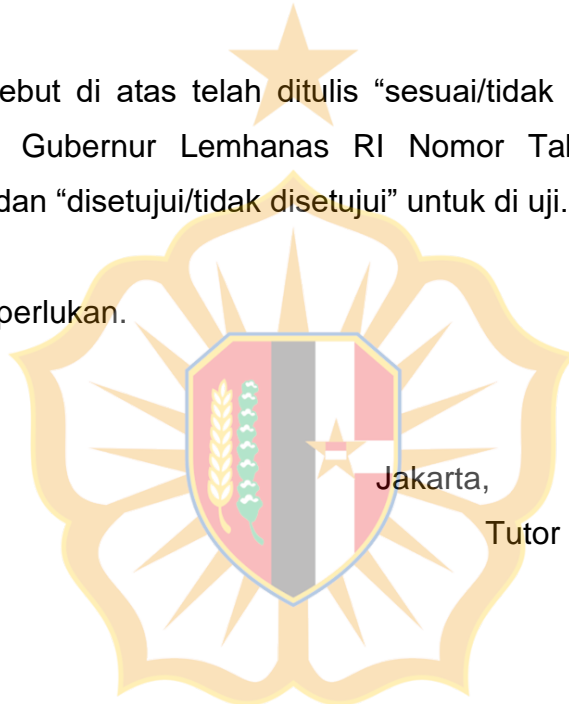 ebut di atas telah ditulis “sesuai/tidak
Gubernur Lemhanas RI Nomor Tal
dan “disetujui/tidak disetujui” untuk di uji.
perlukan.
Jakarta,
Tutor